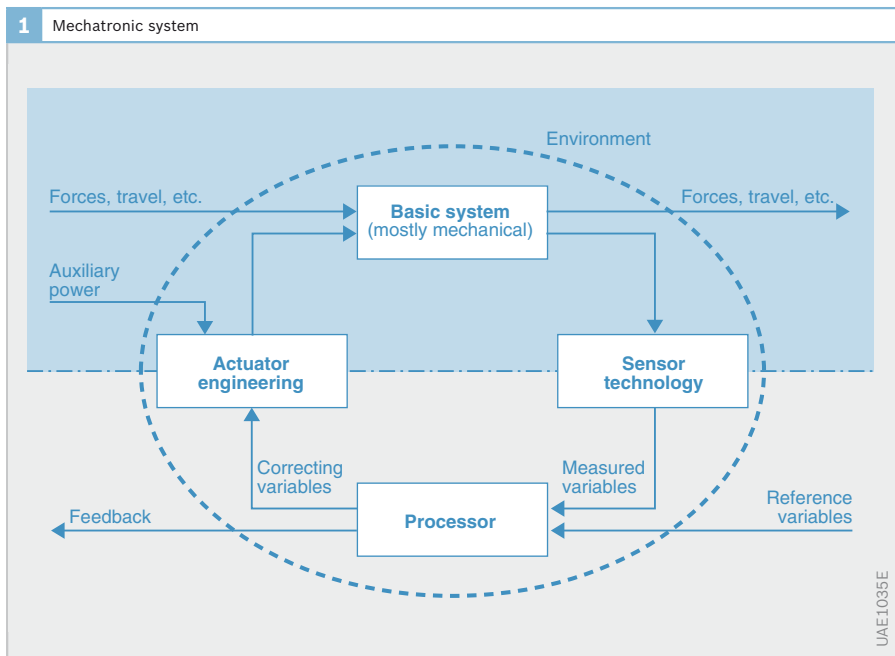 1 Mechatronic system
Environment
Forces, travel, etc.
Basic system
(mostly mechanical)
Forces, travel, etc.
Auxiliary
power
Actuator
engineering
Sensor
technology
Correcting
variables
Measured
variables
Processor
Feedback
Reference
variables
UAE1035E